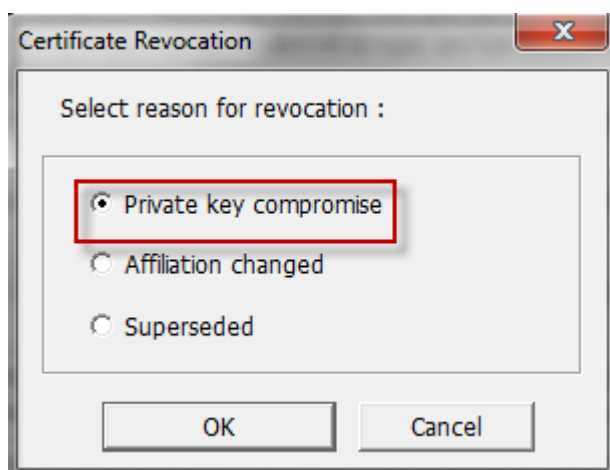 Certificate Revocation
Select reason for revocation :
Private key compromise
Affiliation changed
Superseded
OK
Cancel